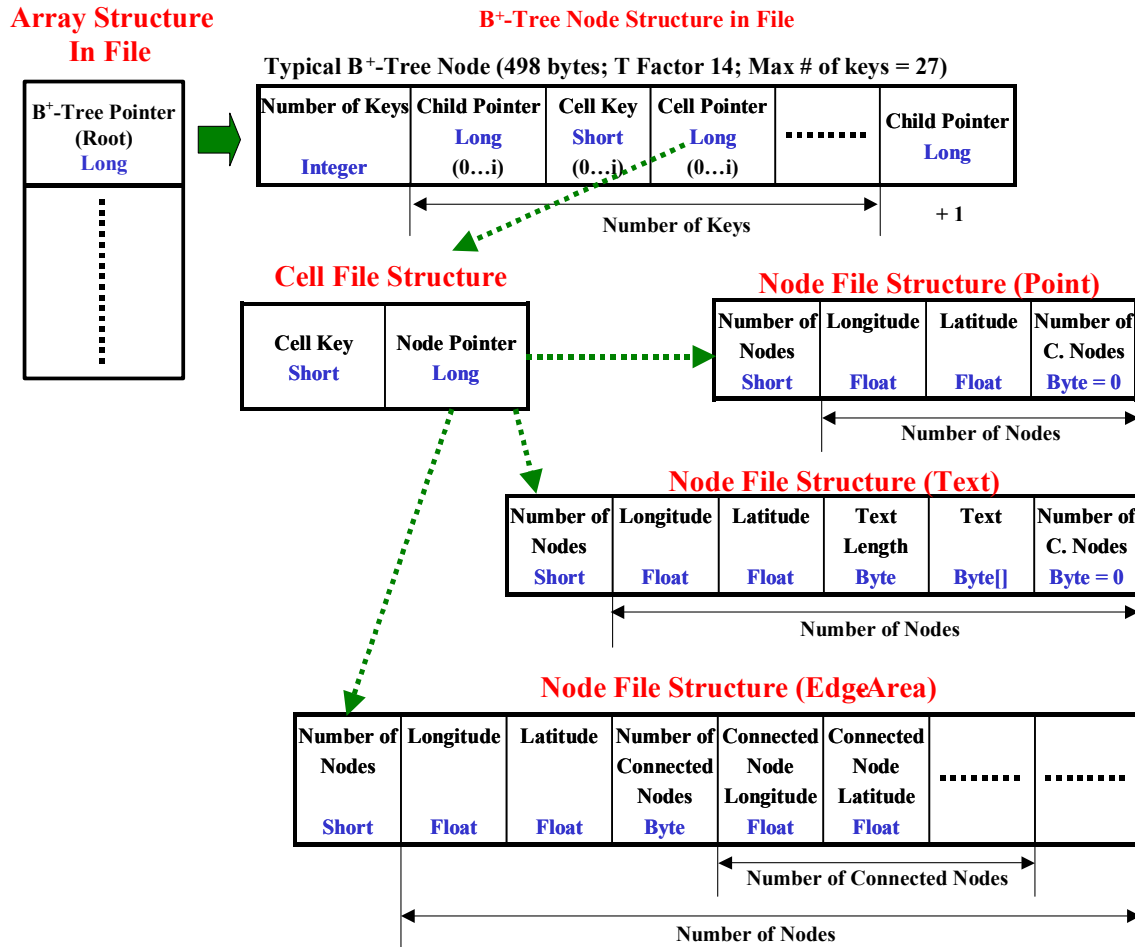 Array Structure
In File
B+-Tree Pointer
(Root)
Long
B+-Tree Node Structure in File
Typical B+-Tree Node (498 bytes; T Factor 14; Max # of keys = 27)
Number of Keys
Integer
Child Pointer
Long
(0…i)
Cell Key
Short
(0…i)
Cell Pointer
Long
(0…i)
Child Pointer
Long
Number of Keys
+ 1
Cell File Structure
Cell Key
Short
Node Pointer
Long
Node File Structure (Point)
Number of
Nodes
Short
Longitude
Float
Latitude
Float
Number of
C. Nodes
Byte = 0
Number of Nodes
Node File Structure (Text)
Number of
Nodes
Short
Longitude
Float
Latitude
Float
Text
Length
Byte
Text
Byte[]
Number of
C. Nodes
Byte = 0
Number of Nodes
Node File Structure (EdgeArea)
Number of
Nodes
Short
Longitude
Float
Latitude
Float
Number of
Connected
Nodes
Byte
Connected
Node
Longitude
Float
Connected
Node
Latitude
Float
Number of Connected Nodes
Number of Nodes